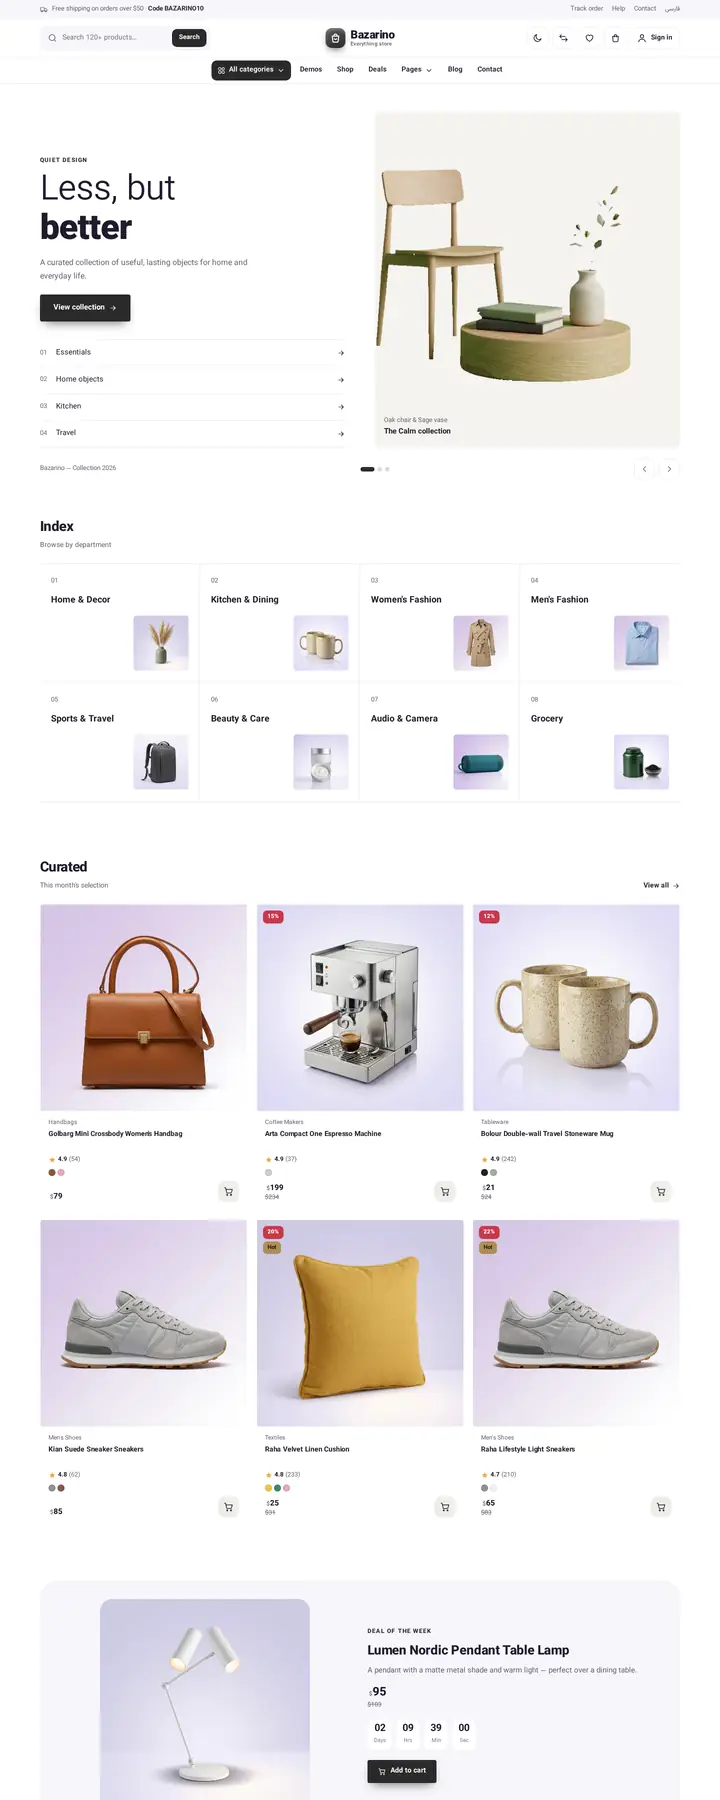 Free shipping on orders over $50 Code BAZARINO10
Track order Help Contact فارسی
Search 120+ products...
Search
Bazarino
Everything store
Sign in
All categories Demos Shop Deals Pages Blog Contact
QUIET DESIGN
Less, but
better
A curated collection of useful, lasting objects for home and
everyday life.
View collection
01 Essentials
02 Home objects
03 Kitchen
04 Travel
Oak chair & Sage vase
The Calm collection
Bazarino — Collection 2026
Index
Browse by department
01
Home & Decor
02
Kitchen & Dining
03
Women's Fashion
04
Men's Fashion
05
Sports & Travel
06
Beauty & Care
07
Audio & Camera
08
Grocery
Curated
This month's selection
View all
Handbags
Golbarg Mini Crossbody Women's Handbag
4.9 (54)
$79
15%
Coffee Makers
Arta Compact One Espresso Machine
4.9 (37)
$199
$234
12%
Tableware
Bolour Double-wall Travel Stoneware Mug
4.9 (242)
$21
$24
Men's Shoes
Kian Suede Sneaker Sneakers
4.8 (62)
$85
20%
Hot
Textiles
Raha Velvet Linen Cushion
4.8 (233)
$25
$31
22%
Hot
Men's Shoes
Raha Lifestyle Light Sneakers
4.7 (210)
$65
$83
DEAL OF THE WEEK
Lumen Nordic Pendant Table Lamp
A pendant with a matte metal shade and warm light — perfect over a dining table.
$95
02 09 39 00
Days Hrs Min Sec
Add to cart